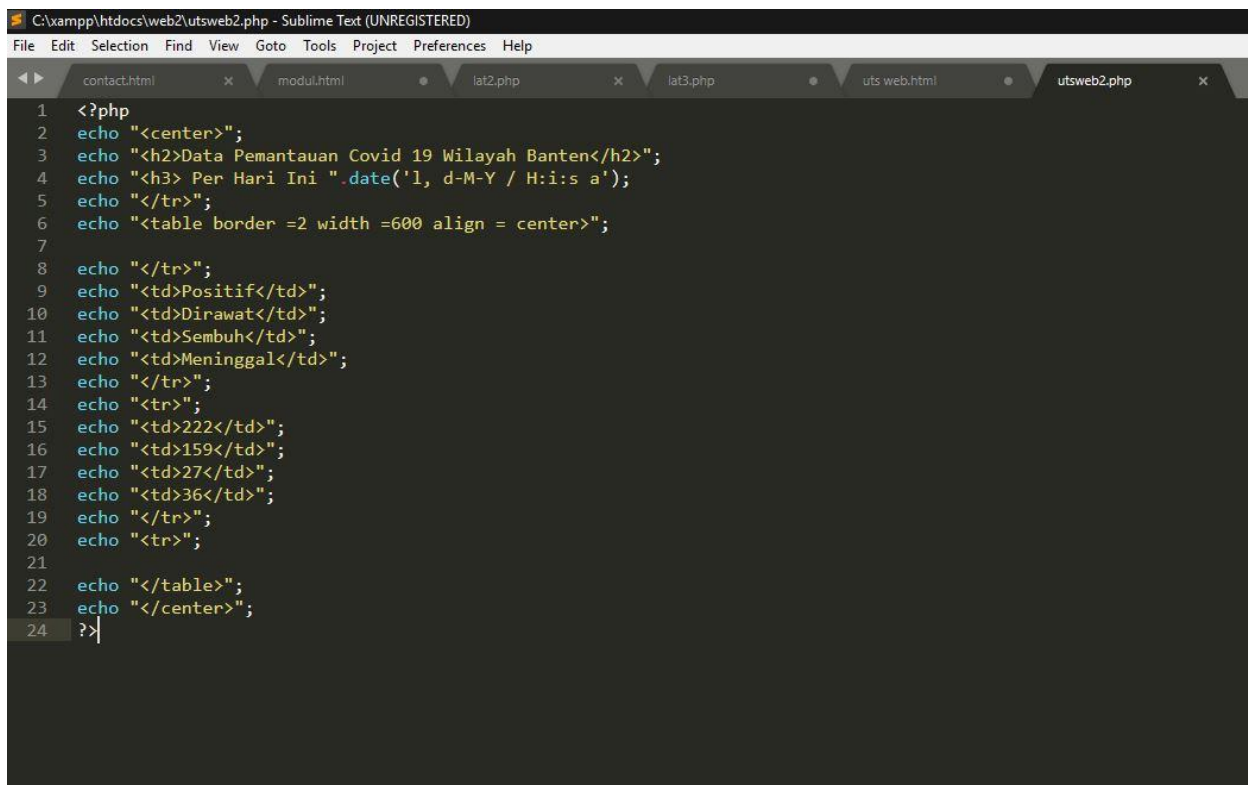 C:\xampp\htdocs\web2\utsweb2.php - Sublime Text (UNREGISTERED)
File Edit Selection Find View Goto Tools Project Preferences Help
contact.html modul.html lat2.php lat3.php uts web.html utsweb2.php
1 <?php
2 echo "<center>";
3 echo "<h2>Data Pemantauan Covid 19 Wilayah Banten</h2>";
4 echo "<h3> Per Hari Ini ".date('l, d-M-Y / H:i:s a');
5 echo "</tr>";
6 echo "<table border =2 width =600 align = center>";
7
8 echo "</tr>";
9 echo "<td>Positif</td>";
10 echo "<td>Dirawat</td>";
11 echo "<td>Sembuh</td>";
12 echo "<td>Meninggal</td>";
13 echo "</tr>";
14 echo "<tr>";
15 echo "<td>222</td>";
16 echo "<td>159</td>";
17 echo "<td>27</td>";
18 echo "<td>36</td>";
19 echo "</tr>";
20 echo "<tr>";
21
22 echo "</table>";
23 echo "</center>";
24 ?>